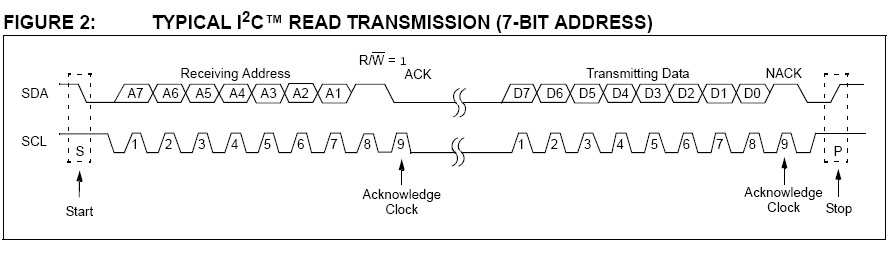 FIGURE 2: TYPICAL I²C™ READ TRANSMISSION (7-BIT ADDRESS)
R/W̅ = 1
Receiving Address ACK Transmitting Data NACK
SDA A7 A6 A5 A4 A3 A2 A1 D7 D6 D5 D4 D3 D2 D1 D0
SCL S 1 2 3 4 5 6 7 8 9 1 2 3 4 5 6 7 8 9 P
Start Acknowledge Clock Acknowledge Clock Stop